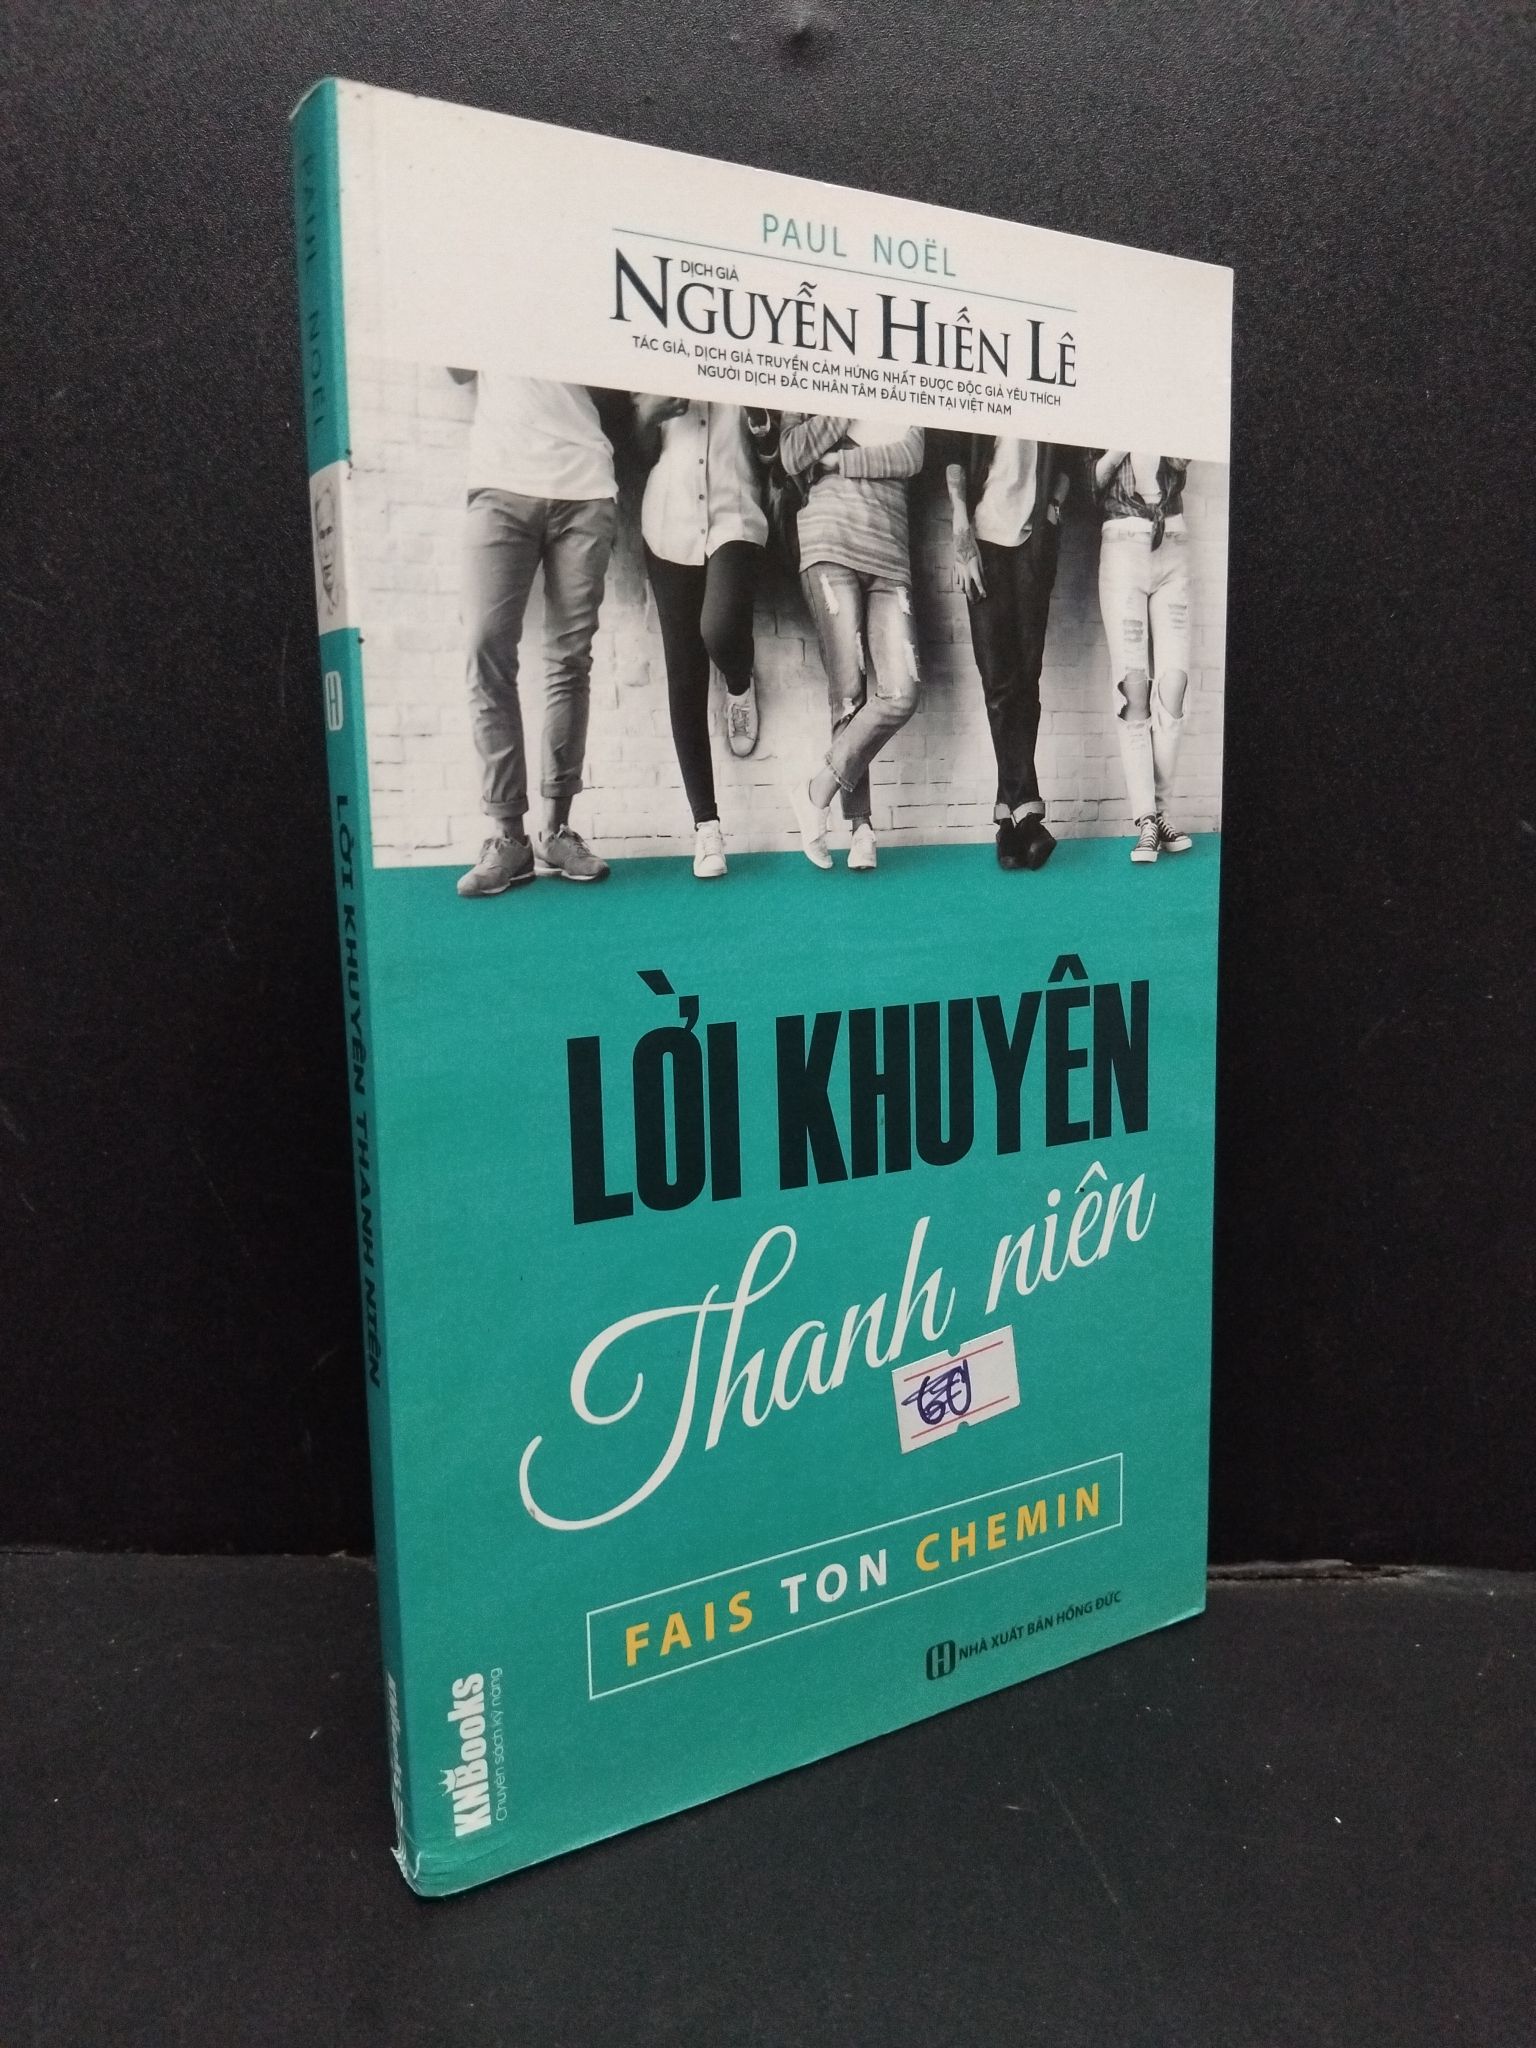 PAUL NOËL
DỊCH GIẢ
NGUYỄN HIẾN LÊ
TÁC GIẢ, DỊCH GIẢ TRUYỀN CẢM HỨNG NHẤT ĐƯỢC ĐỘC GIẢ YÊU THÍCH
NGƯỜI DỊCH ĐẮC NHÂN TÂM ĐẦU TIÊN TẠI VIỆT NAM
LỜI KHUYÊN
Thanh niên
FAIS TON CHEMIN
NHÀ XUẤT BẢN HỒNG ĐỨC
KNBooks
Chuyên sách kỹ năng
PAUL NOEL
LỜI KHUYÊN THANH NIÊN